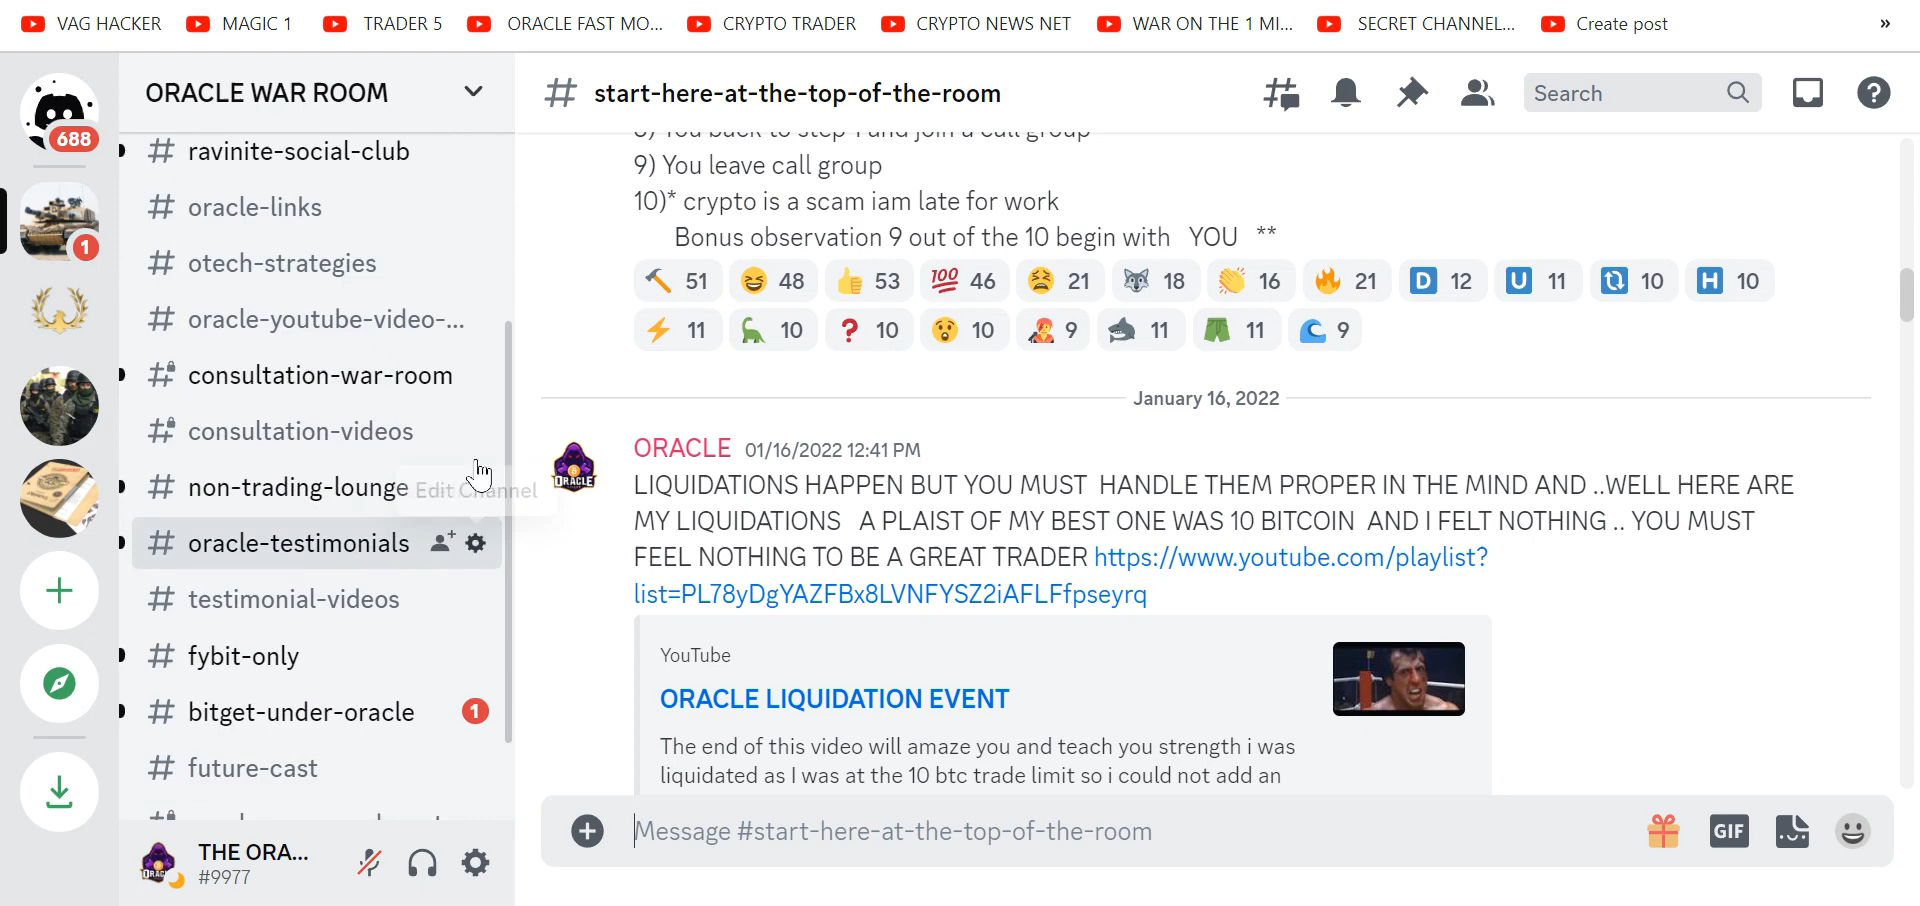 VAG HACKER MAGIC 1 TRADER 5 ORACLE FAST MO... CRYPTO TRADER CRYPTO NEWS NET WAR ON THE 1 MI... SECRET CHANNEL... Create post »
688
1
ORACLE WAR ROOM
# ravinite-social-club
# oracle-links
# otech-strategies
# oracle-youtube-video-...
# consultation-war-room
# consultation-videos
# non-trading-lounge
Edit Channel
# oracle-testimonials
# testimonial-videos
# fybit-only
# bitget-under-oracle 1
# future-cast
THE ORA...
#9977
# start-here-at-the-top-of-the-room
Search
9) You leave call group
10)* crypto is a scam iam late for work
Bonus observation 9 out of the 10 begin with YOU **
51 48 53 100 46 21 18 16 21 D 12 U 11 10 H 10
11 10 ? 10 10 9 11 11 9
January 16, 2022
ORACLE 01/16/2022 12:41 PM
LIQUIDATIONS HAPPEN BUT YOU MUST HANDLE THEM PROPER IN THE MIND AND ..WELL HERE ARE
MY LIQUIDATIONS A PLAIST OF MY BEST ONE WAS 10 BITCOIN AND I FELT NOTHING .. YOU MUST
FEEL NOTHING TO BE A GREAT TRADER https://www.youtube.com/playlist?
list=PL78yDgYAZFBx8LVNFYSZ2iAFLFfpseyrq
YouTube
ORACLE LIQUIDATION EVENT
The end of this video will amaze you and teach you strength i was
liquidated as I was at the 10 btc trade limit so i could not add an
Message #start-here-at-the-top-of-the-room
GIF